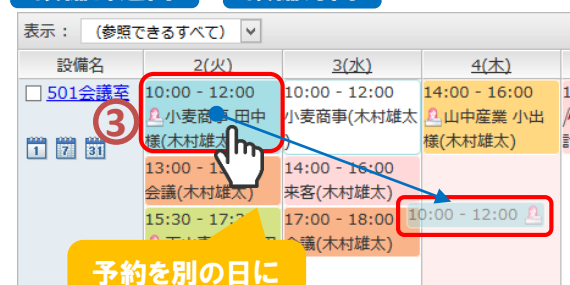 表示： (参照できるすべて)
設備名 2(火) 3(水) 4(木)
501会議室
③
1 7 31
10:00 - 12:00
小麦商事 田中
様(木村雄太)
13:00 - 1
会議(木村雄太)
15:30 - 17:
10:00 - 12:00
小麦商事(木村雄太
)
14:00 - 16:00
来客(木村雄太)
17:00 - 18:00
会議(木村雄太)
14:00 - 16:00
山中産業 小出
様(木村雄太)
10:00 - 12:00
予約を別の日に